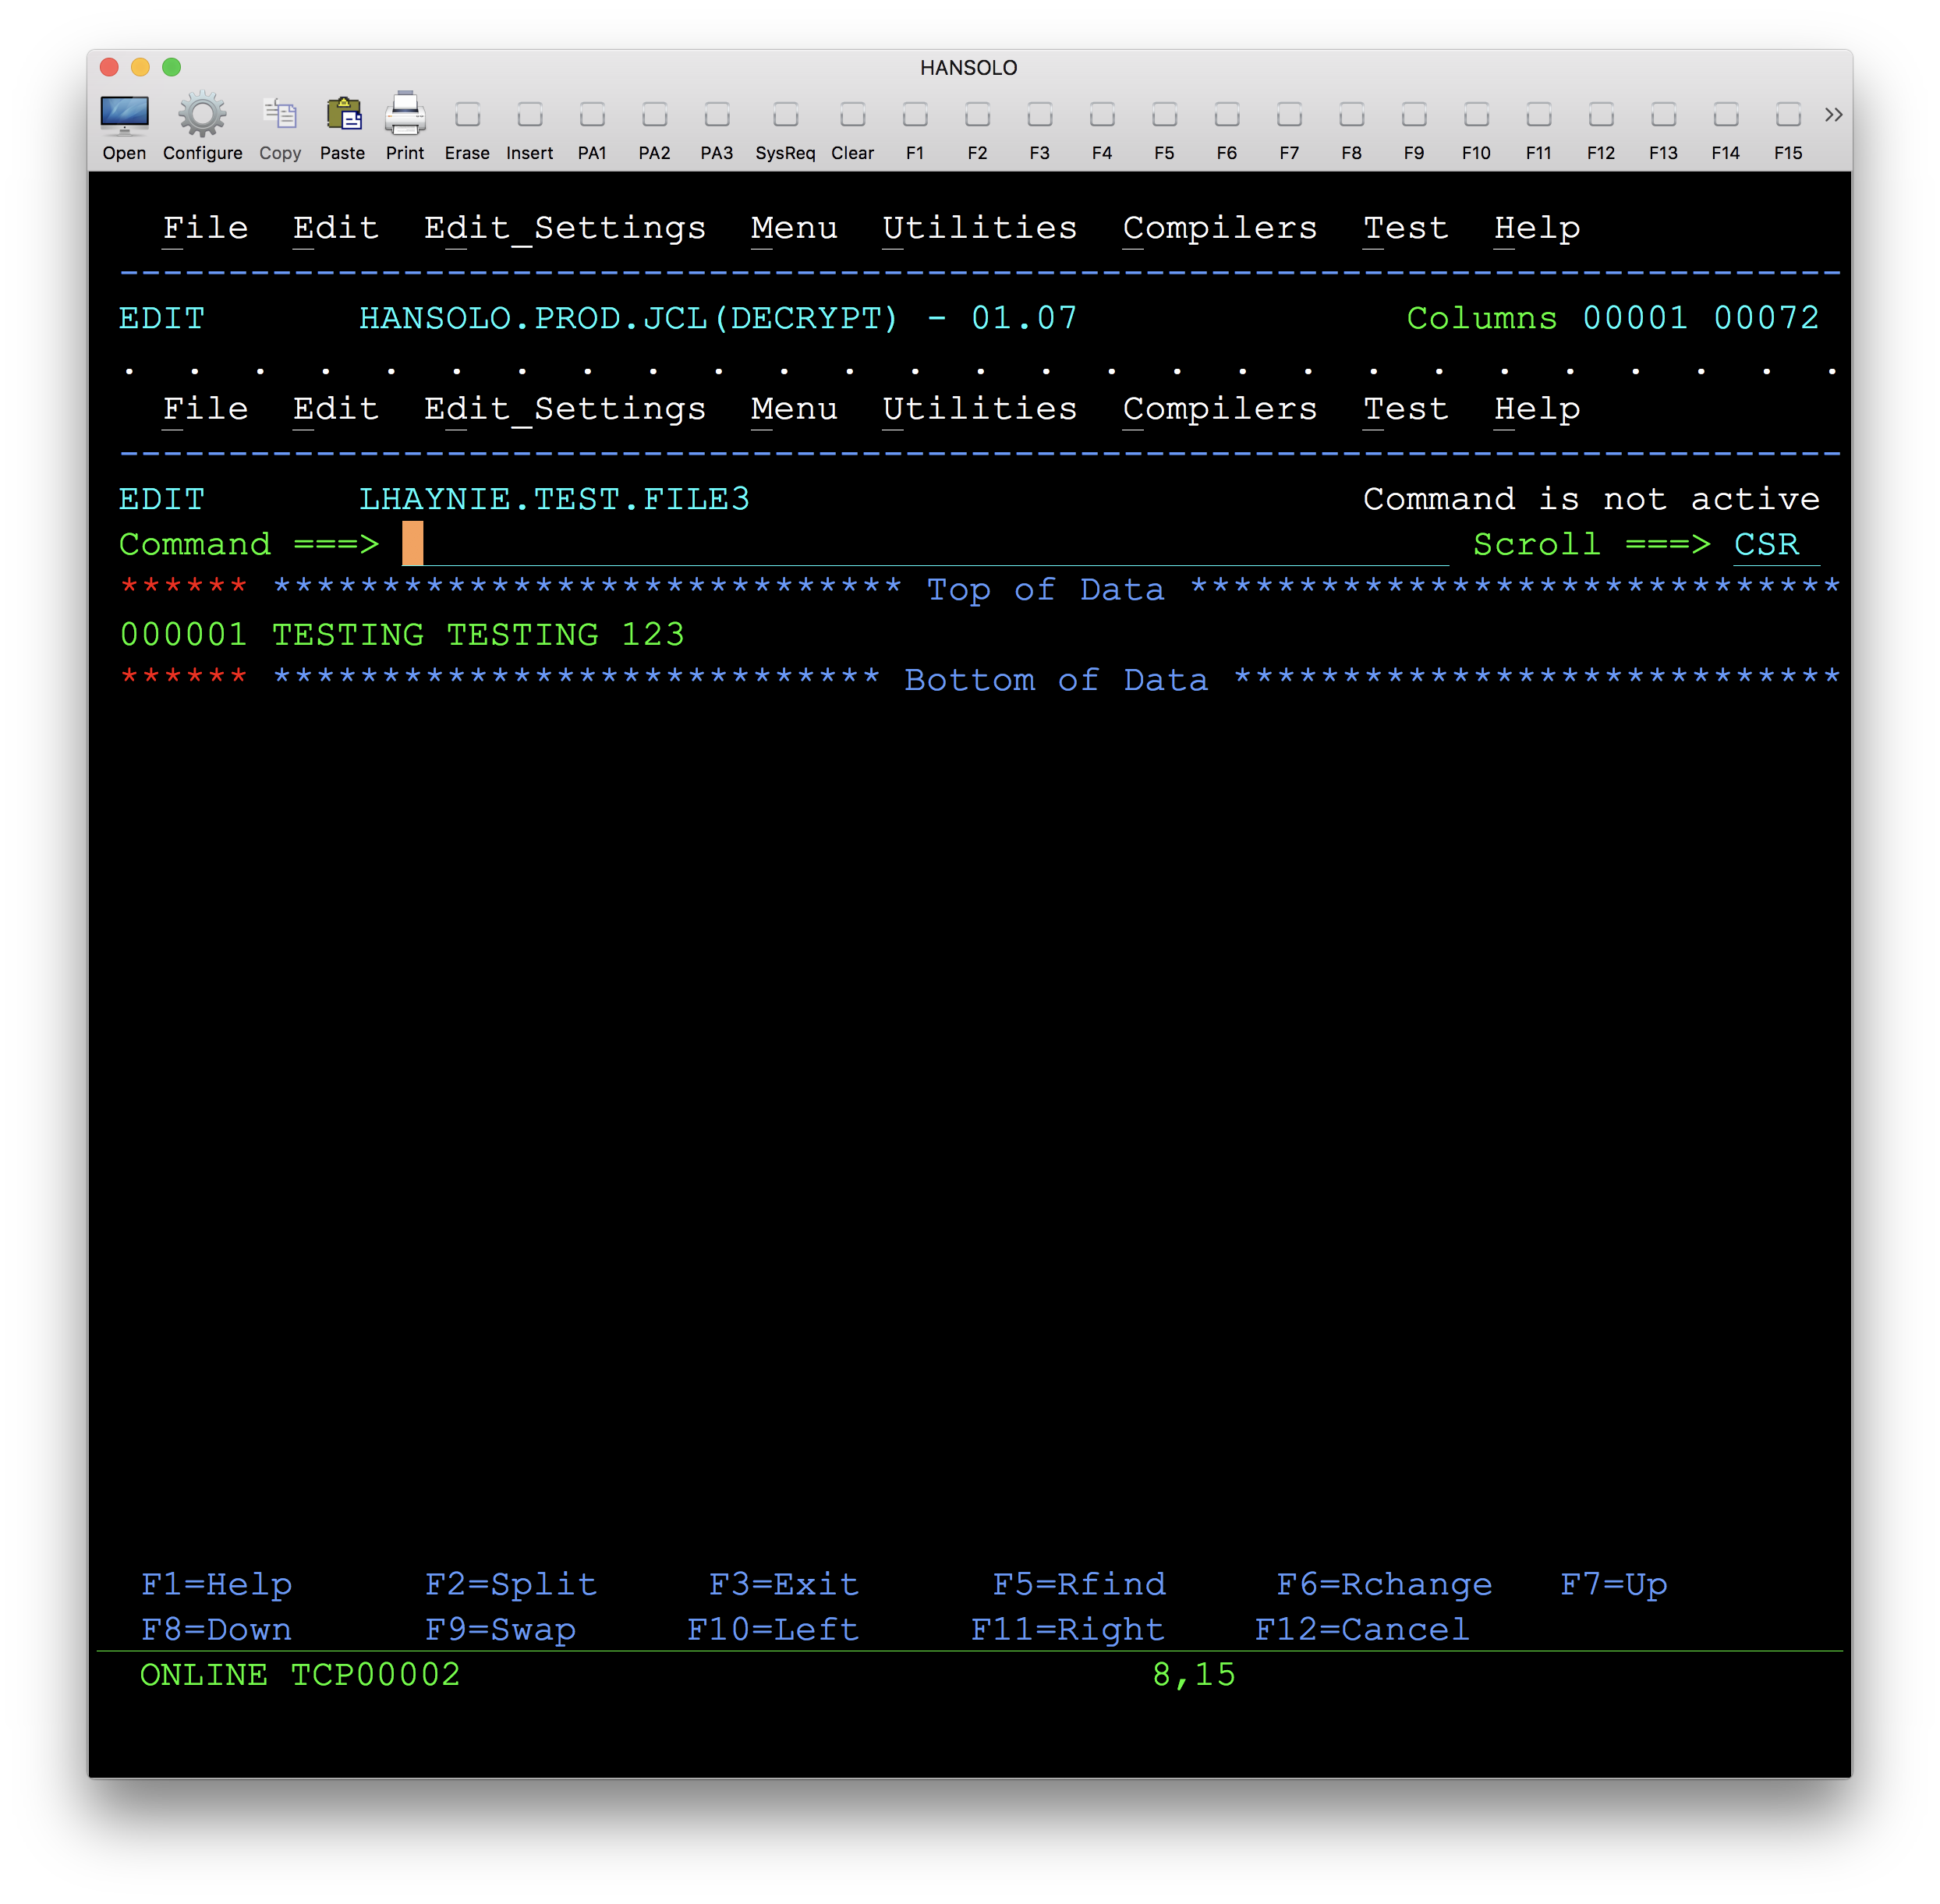 HANSOLO
Open Configure Copy Paste Print Erase Insert PA1 PA2 PA3 SysReq Clear F1 F2 F3 F4 F5 F6 F7 F8 F9 F10 F11 F12 F13 F14 F15
File Edit Edit_Settings Menu Utilities Compilers Test Help
-------------------------------------------------------------------------------
EDIT HANSOLO.PROD.JCL(DECRYPT) - 01.07 Columns 00001 00072
. . . . . . . . . . . . . . . . . . . . . . . . . . .
File Edit Edit_Settings Menu Utilities Compilers Test Help
-------------------------------------------------------------------------------
EDIT LHAYNIE.TEST.FILE3 Command is not active
Command ===> Scroll ===> CSR
****** ***************************** Top of Data ******************************
000001 TESTING TESTING 123
****** **************************** Bottom of Data ****************************
F1=Help F2=Split F3=Exit F5=Rfind F6=Rchange F7=Up
F8=Down F9=Swap F10=Left F11=Right F12=Cancel
ONLINE TCP00002 8,15